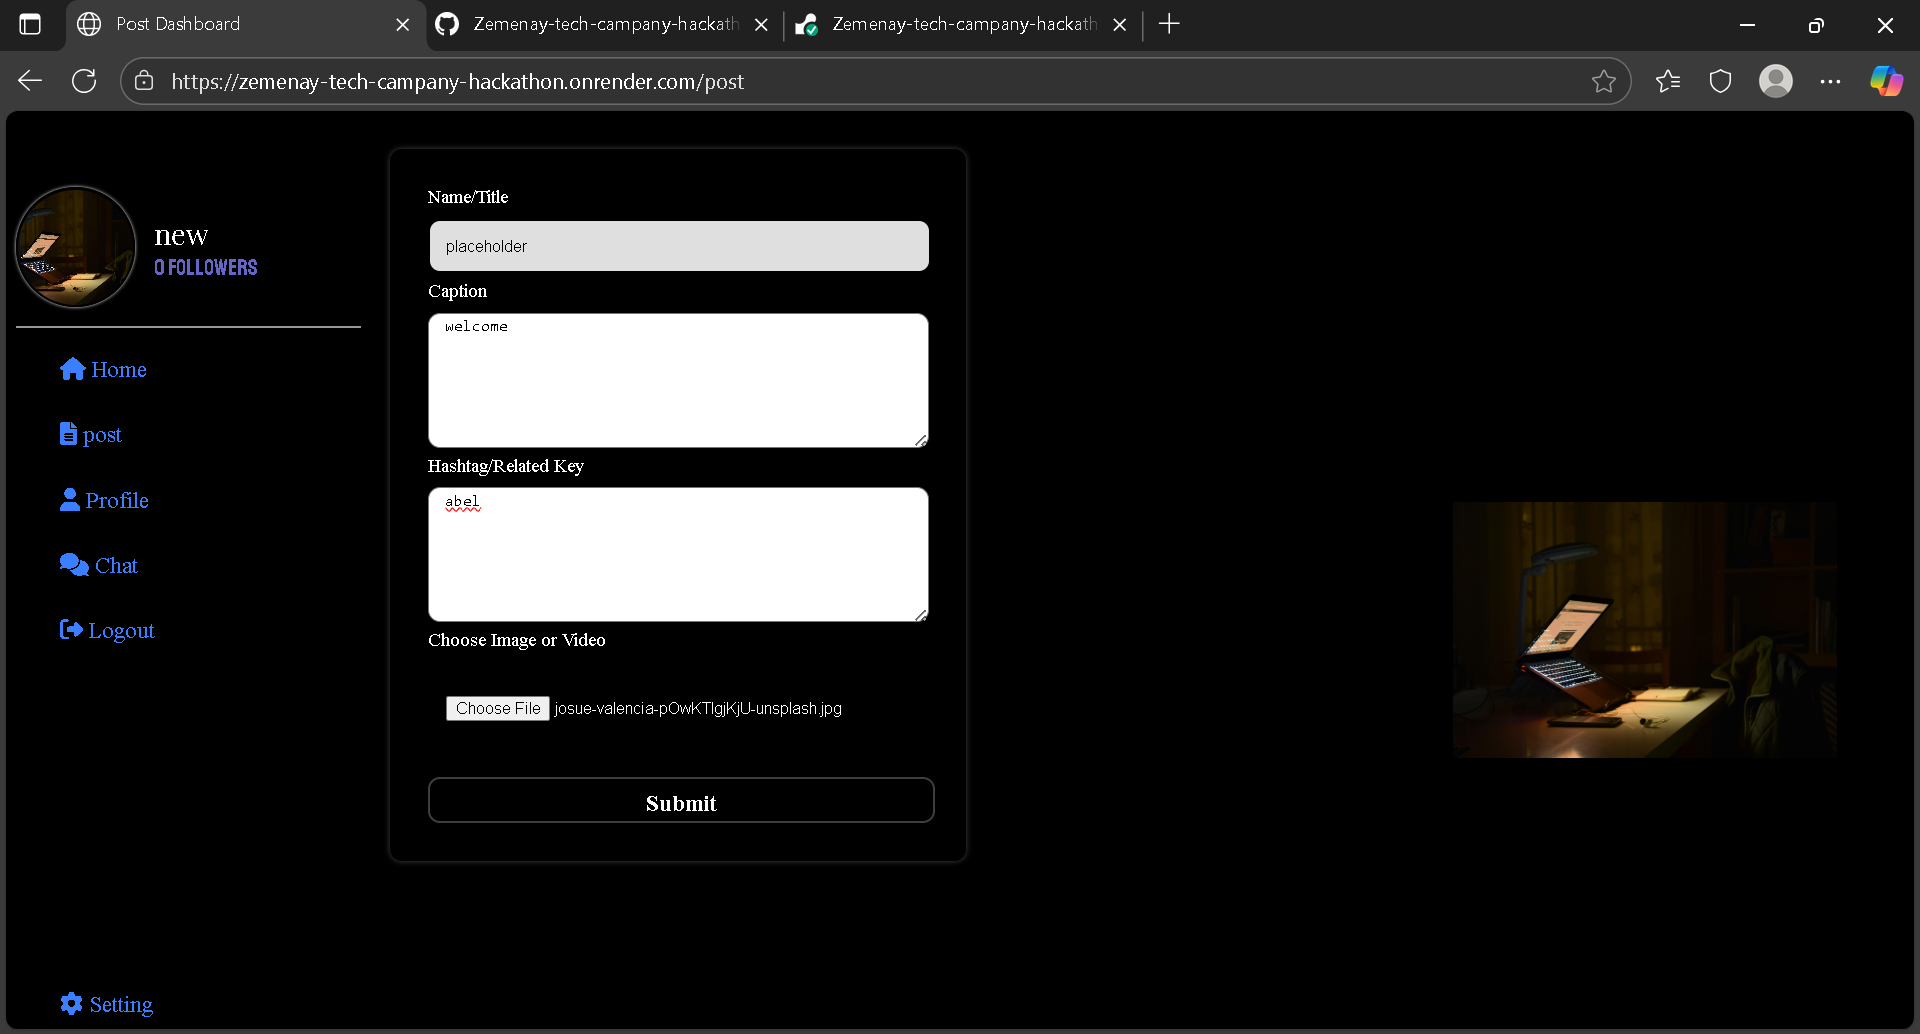 Post Dashboard
Zemenay-tech-campany-hackath
Zemenay-tech-campany-hackath
https://zemenay-tech-campany-hackathon.onrender.com/post
new
0 FOLLOWERS
Home
post
Profile
Chat
Logout
Setting
Name/Title
placeholder
Caption
welcome
Hashtag/Related Key
abel
Choose Image or Video
Choose File josue-valencia-pOwKTlgjKjU-unsplash.jpg
Submit